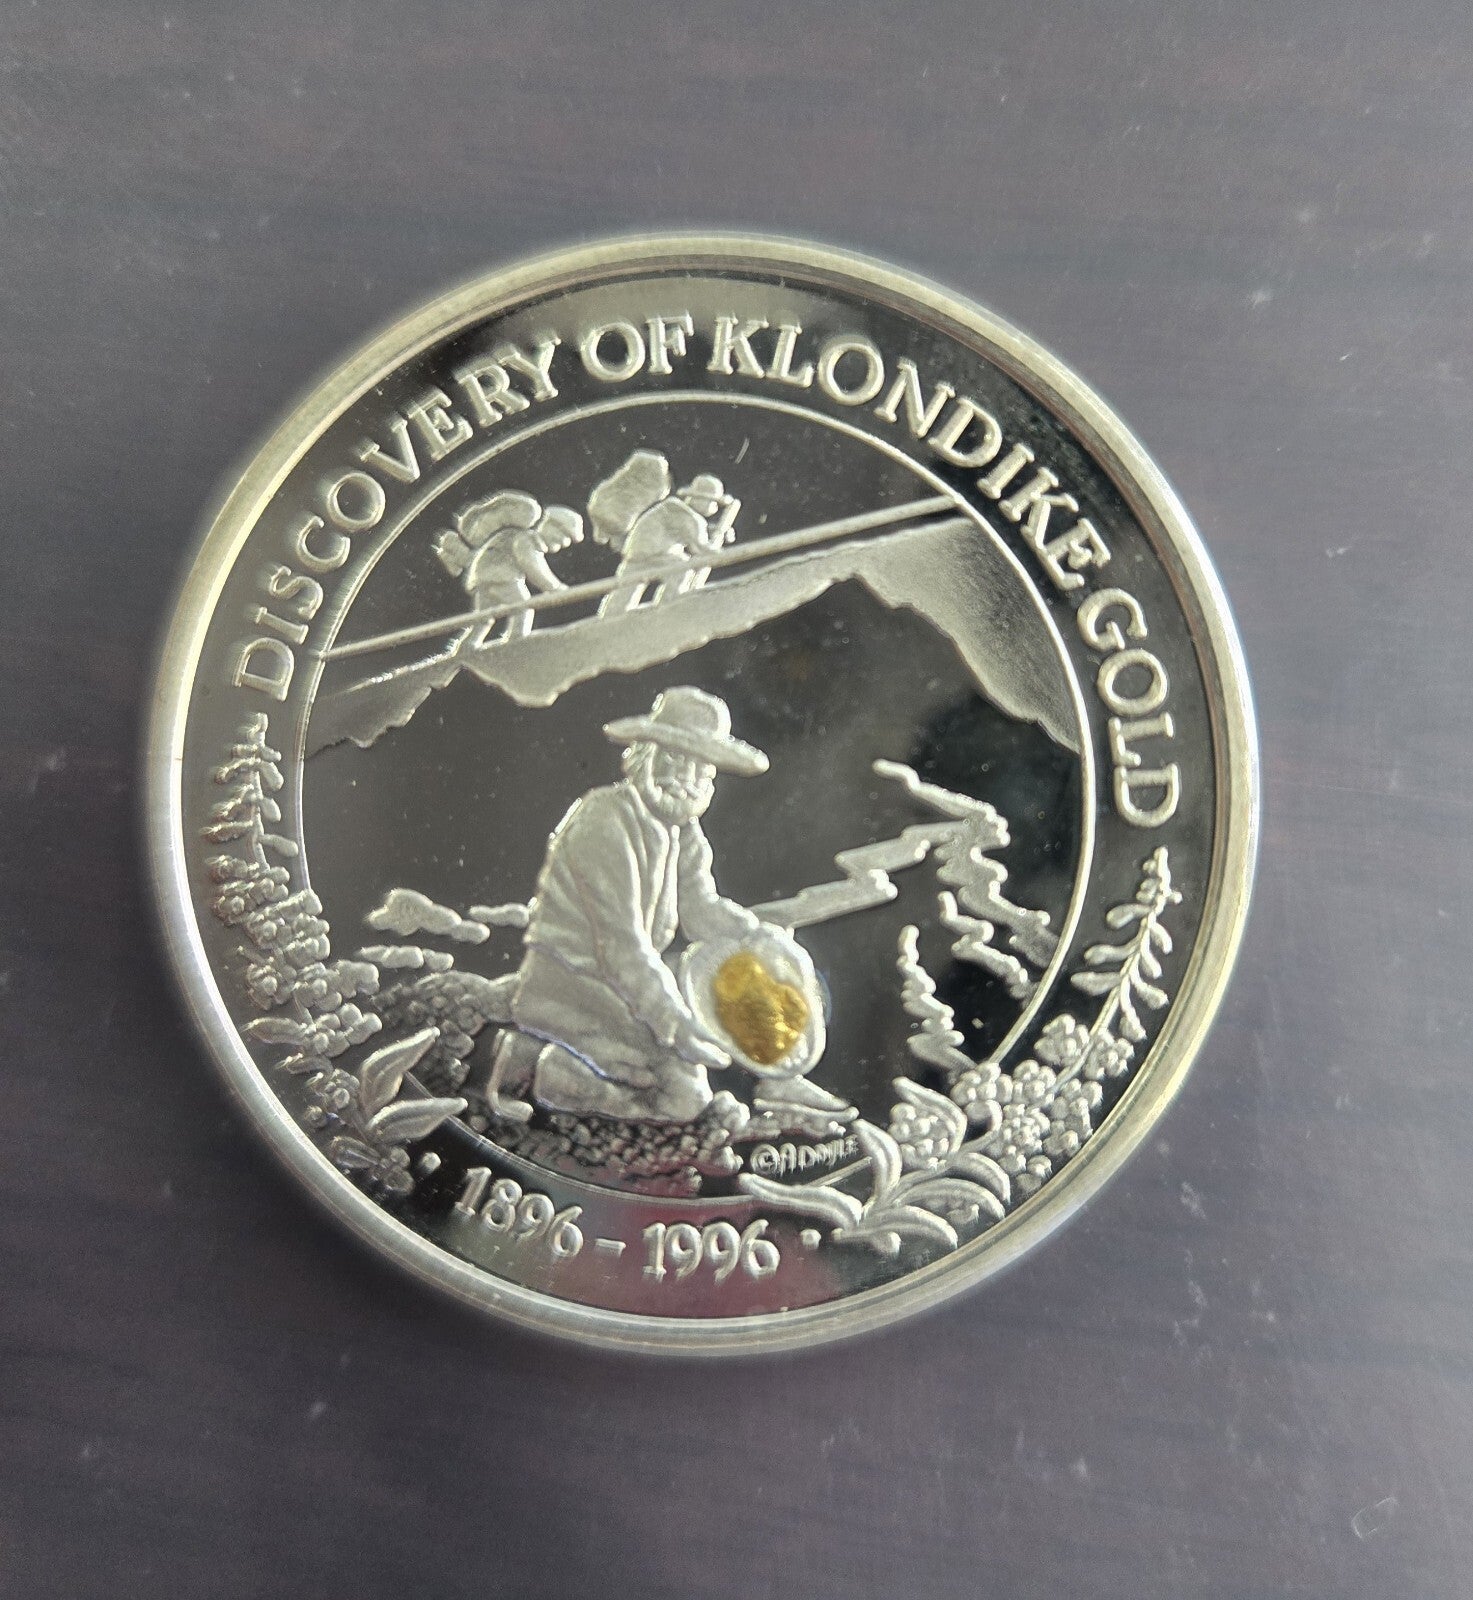 DISCOVERY OF KLONDIKE GOLD
©A DOYLE
· 1896 – 1996 ·